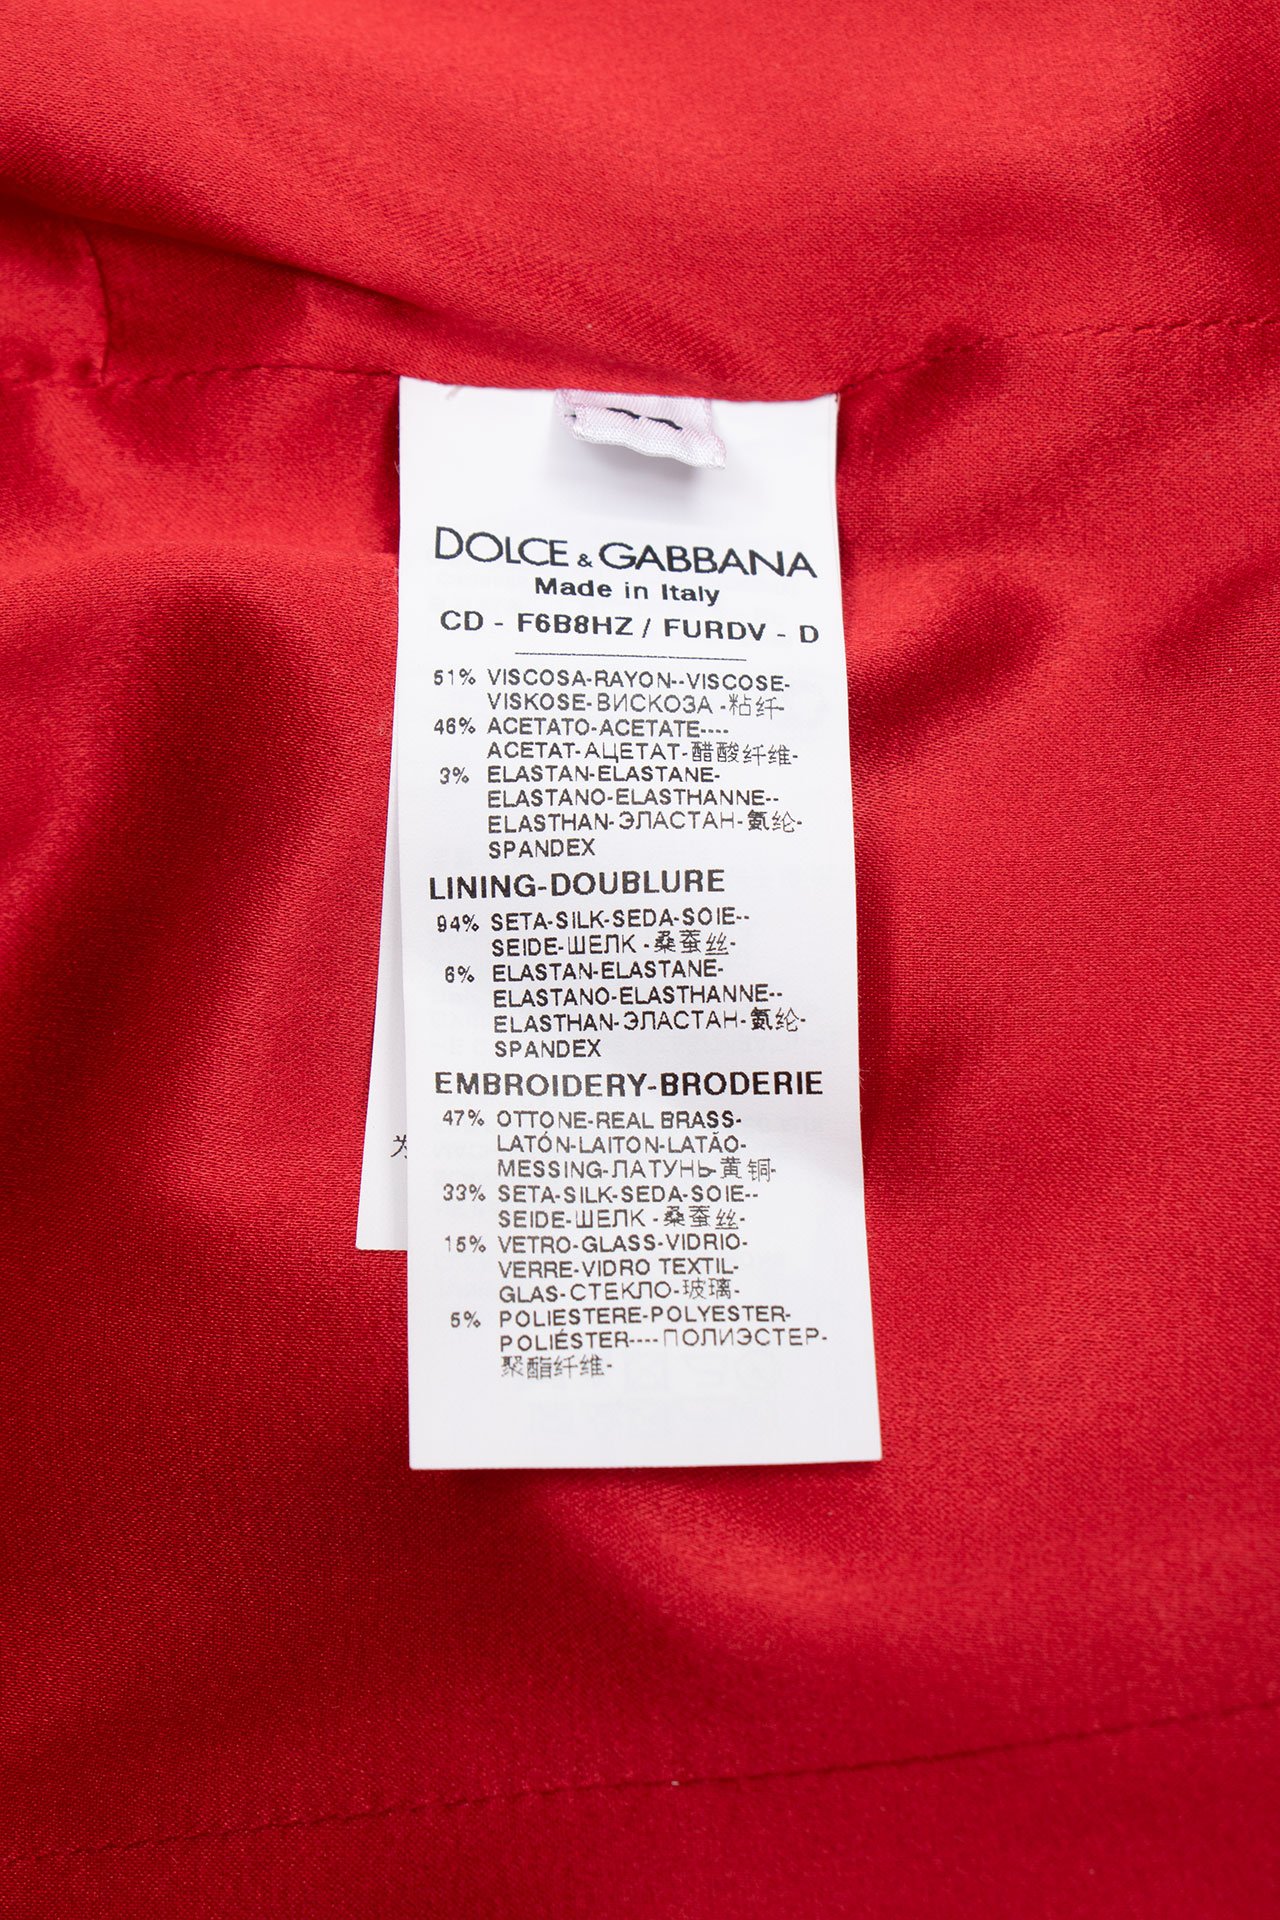 DOLCE & GABBANA
Made in Italy
CD - F6B8HZ / FURDV - D
51% VISCOSA-RAYON--VISCOSE-
VISKOSE-ВИСКОЗА -粘纤-
46% ACETATO-ACETATE----
ACETAT-АЦЕТАТ-醋酸纤维-
3% ELASTAN-ELASTANE-
ELASTANO-ELASTHANNE--
ELASTHAN-ЭЛАСТАН-氨纶-
SPANDEX
LINING-DOUBLURE
94% SETA-SILK-SEDA-SOIE--
SEIDE-ШЕЛК -桑蚕丝-
6% ELASTAN-ELASTANE-
ELASTANO-ELASTHANNE--
ELASTHAN-ЭЛАСТАН-氨纶-
SPANDEX
EMBROIDERY-BRODERIE
47% OTTONE-REAL BRASS-
LATÓN-LAITON-LATÃO-
MESSING-ЛАТУНЬ-黄铜-
33% SETA-SILK-SEDA-SOIE--
SEIDE-ШЕЛК -桑蚕丝-
15% VETRO-GLASS-VIDRIO-
VERRE-VIDRO TEXTIL-
GLAS-СТЕКЛО-玻璃-
5% POLIESTERE-POLYESTER-
POLIÉSTER----ПОЛИЭСТЕР-
聚酯纤维-
为